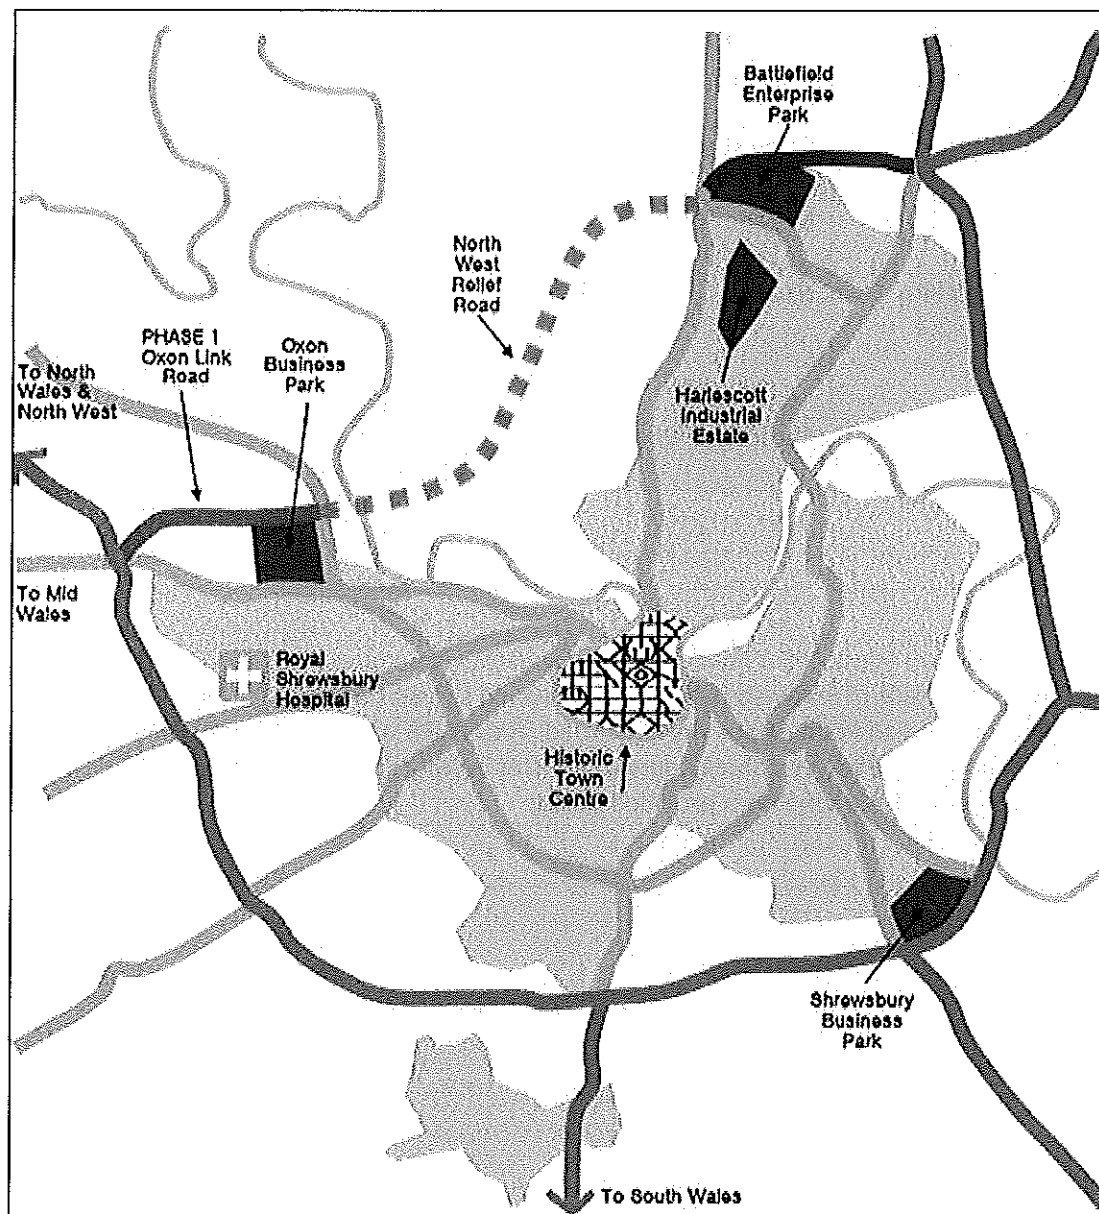 Battlefield
Enterprise
Park
North
West
Relief
Road
PHASE 1
Oxon Link
Road
Oxon
Business
Park
To North
Wales &
North West
Harlescott
Industrial
Estate
To Mid
Wales
Royal
Shrewsbury
Hospital
Historic
Town
Centre
Shrewsbury
Business
Park
To South Wales